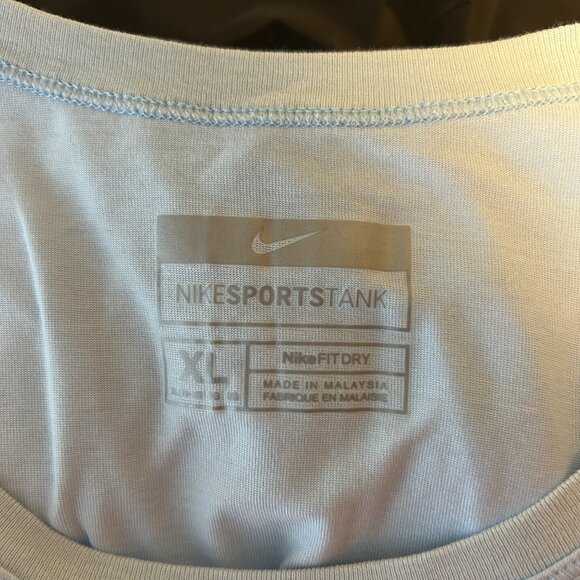 NIKESPORTSTANK
XL
NikeFITDRY
MADE IN MALAYSIA
FABRIQUE EN MALAISIE